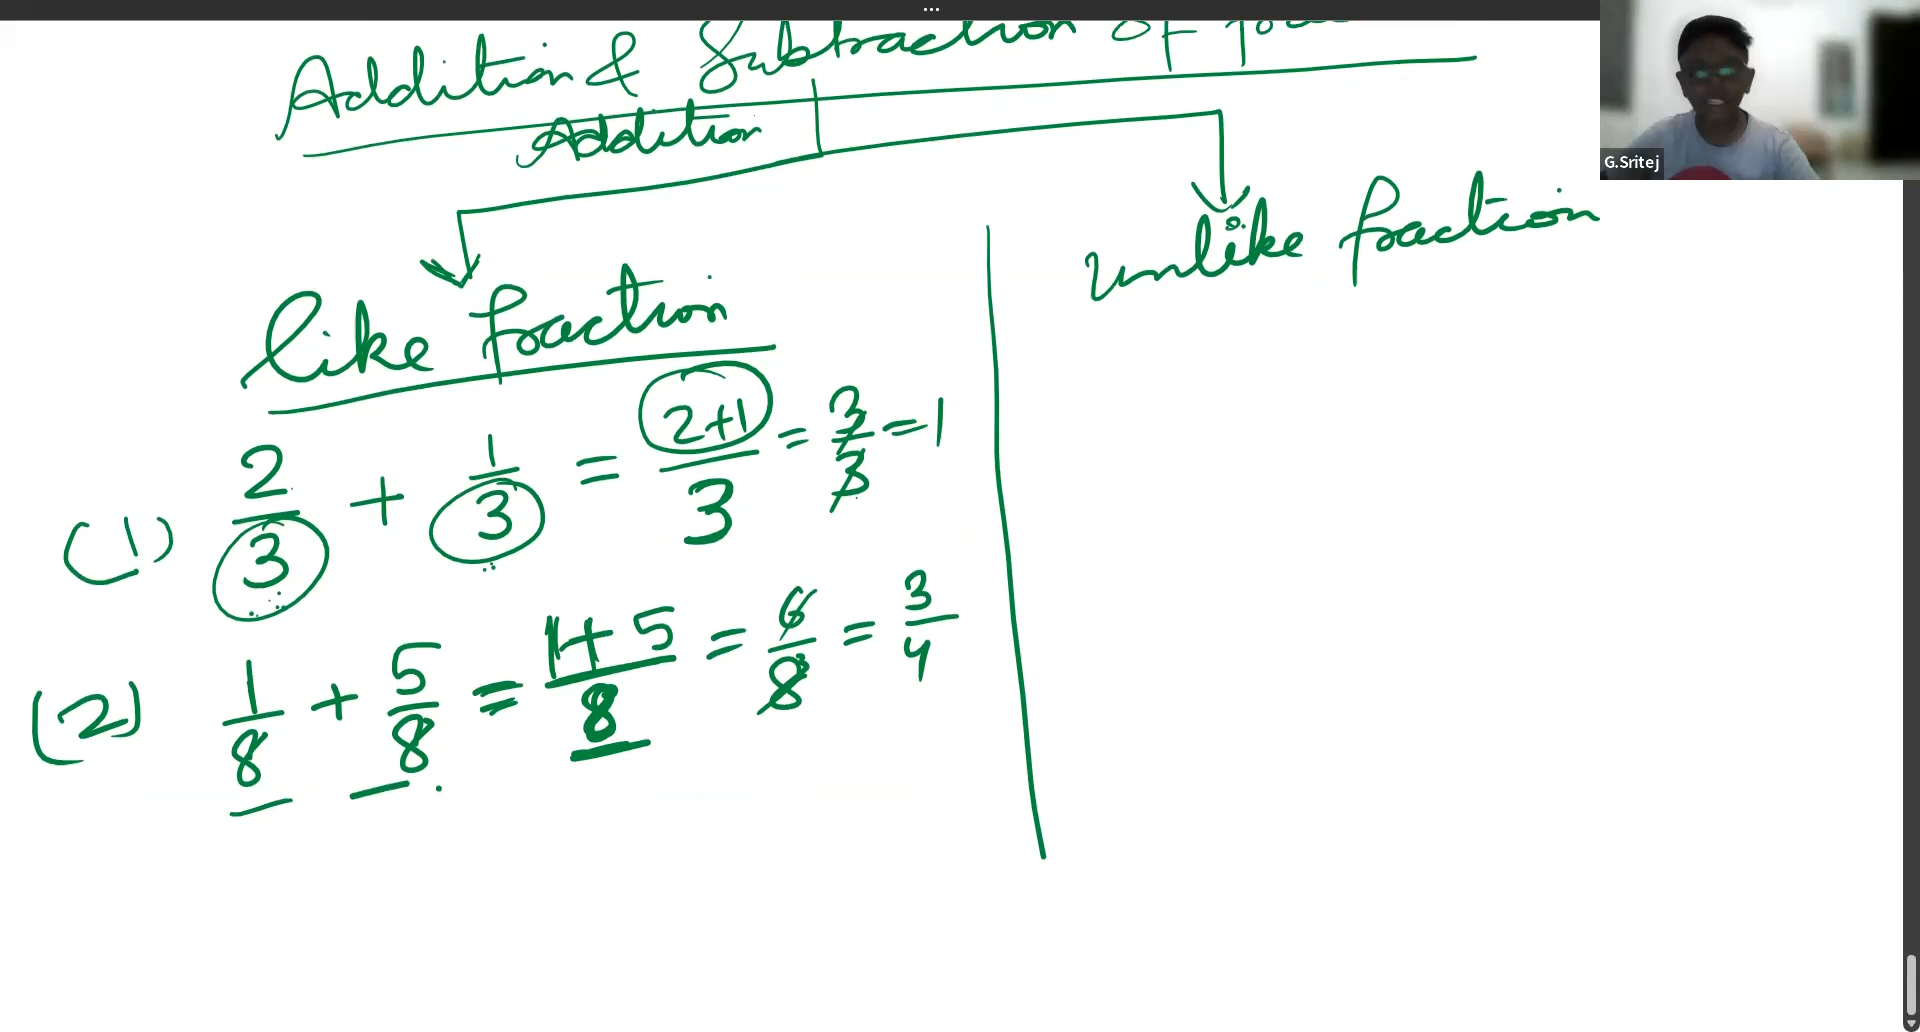 Addition & Subtraction of
Addition
like fraction
unlike fraction
(1) 2/3 + 1/3 = 2+1/3 = 3/3 = 1
(2) 1/8 + 5/8 = 1+5/8 = 6/8 = 3/4
G.Sritej